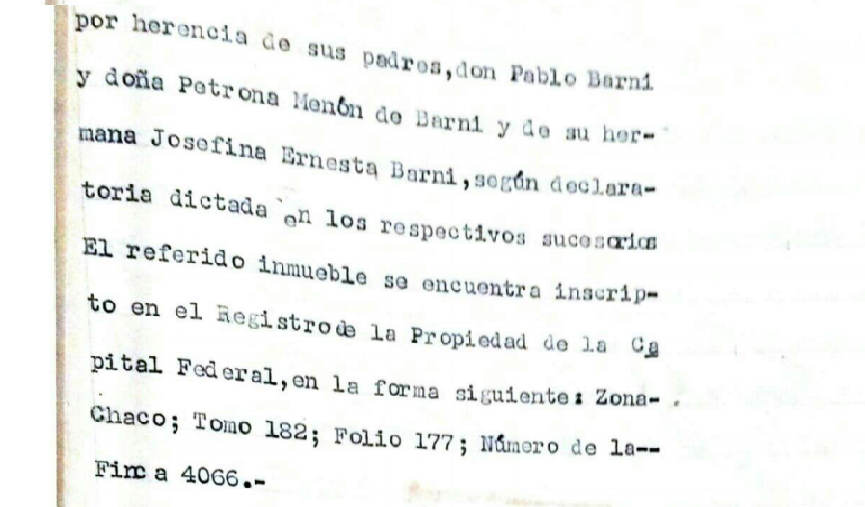 por herencia de sus padres,don Pablo Barni
y doña Petrona Menón de Barni y de su her-
mana Josefina Ernesta Barni,según declara-
toria dictada en los respectivos sucesorios
El referido inmueble se encuentra inscrip-
to en el Registro de la Propiedad de la Ca
pital Federal,en la forma siguiente: Zona-
Chaco; Tomo 182; Folio 177; Número de la--
Finca 4066.-